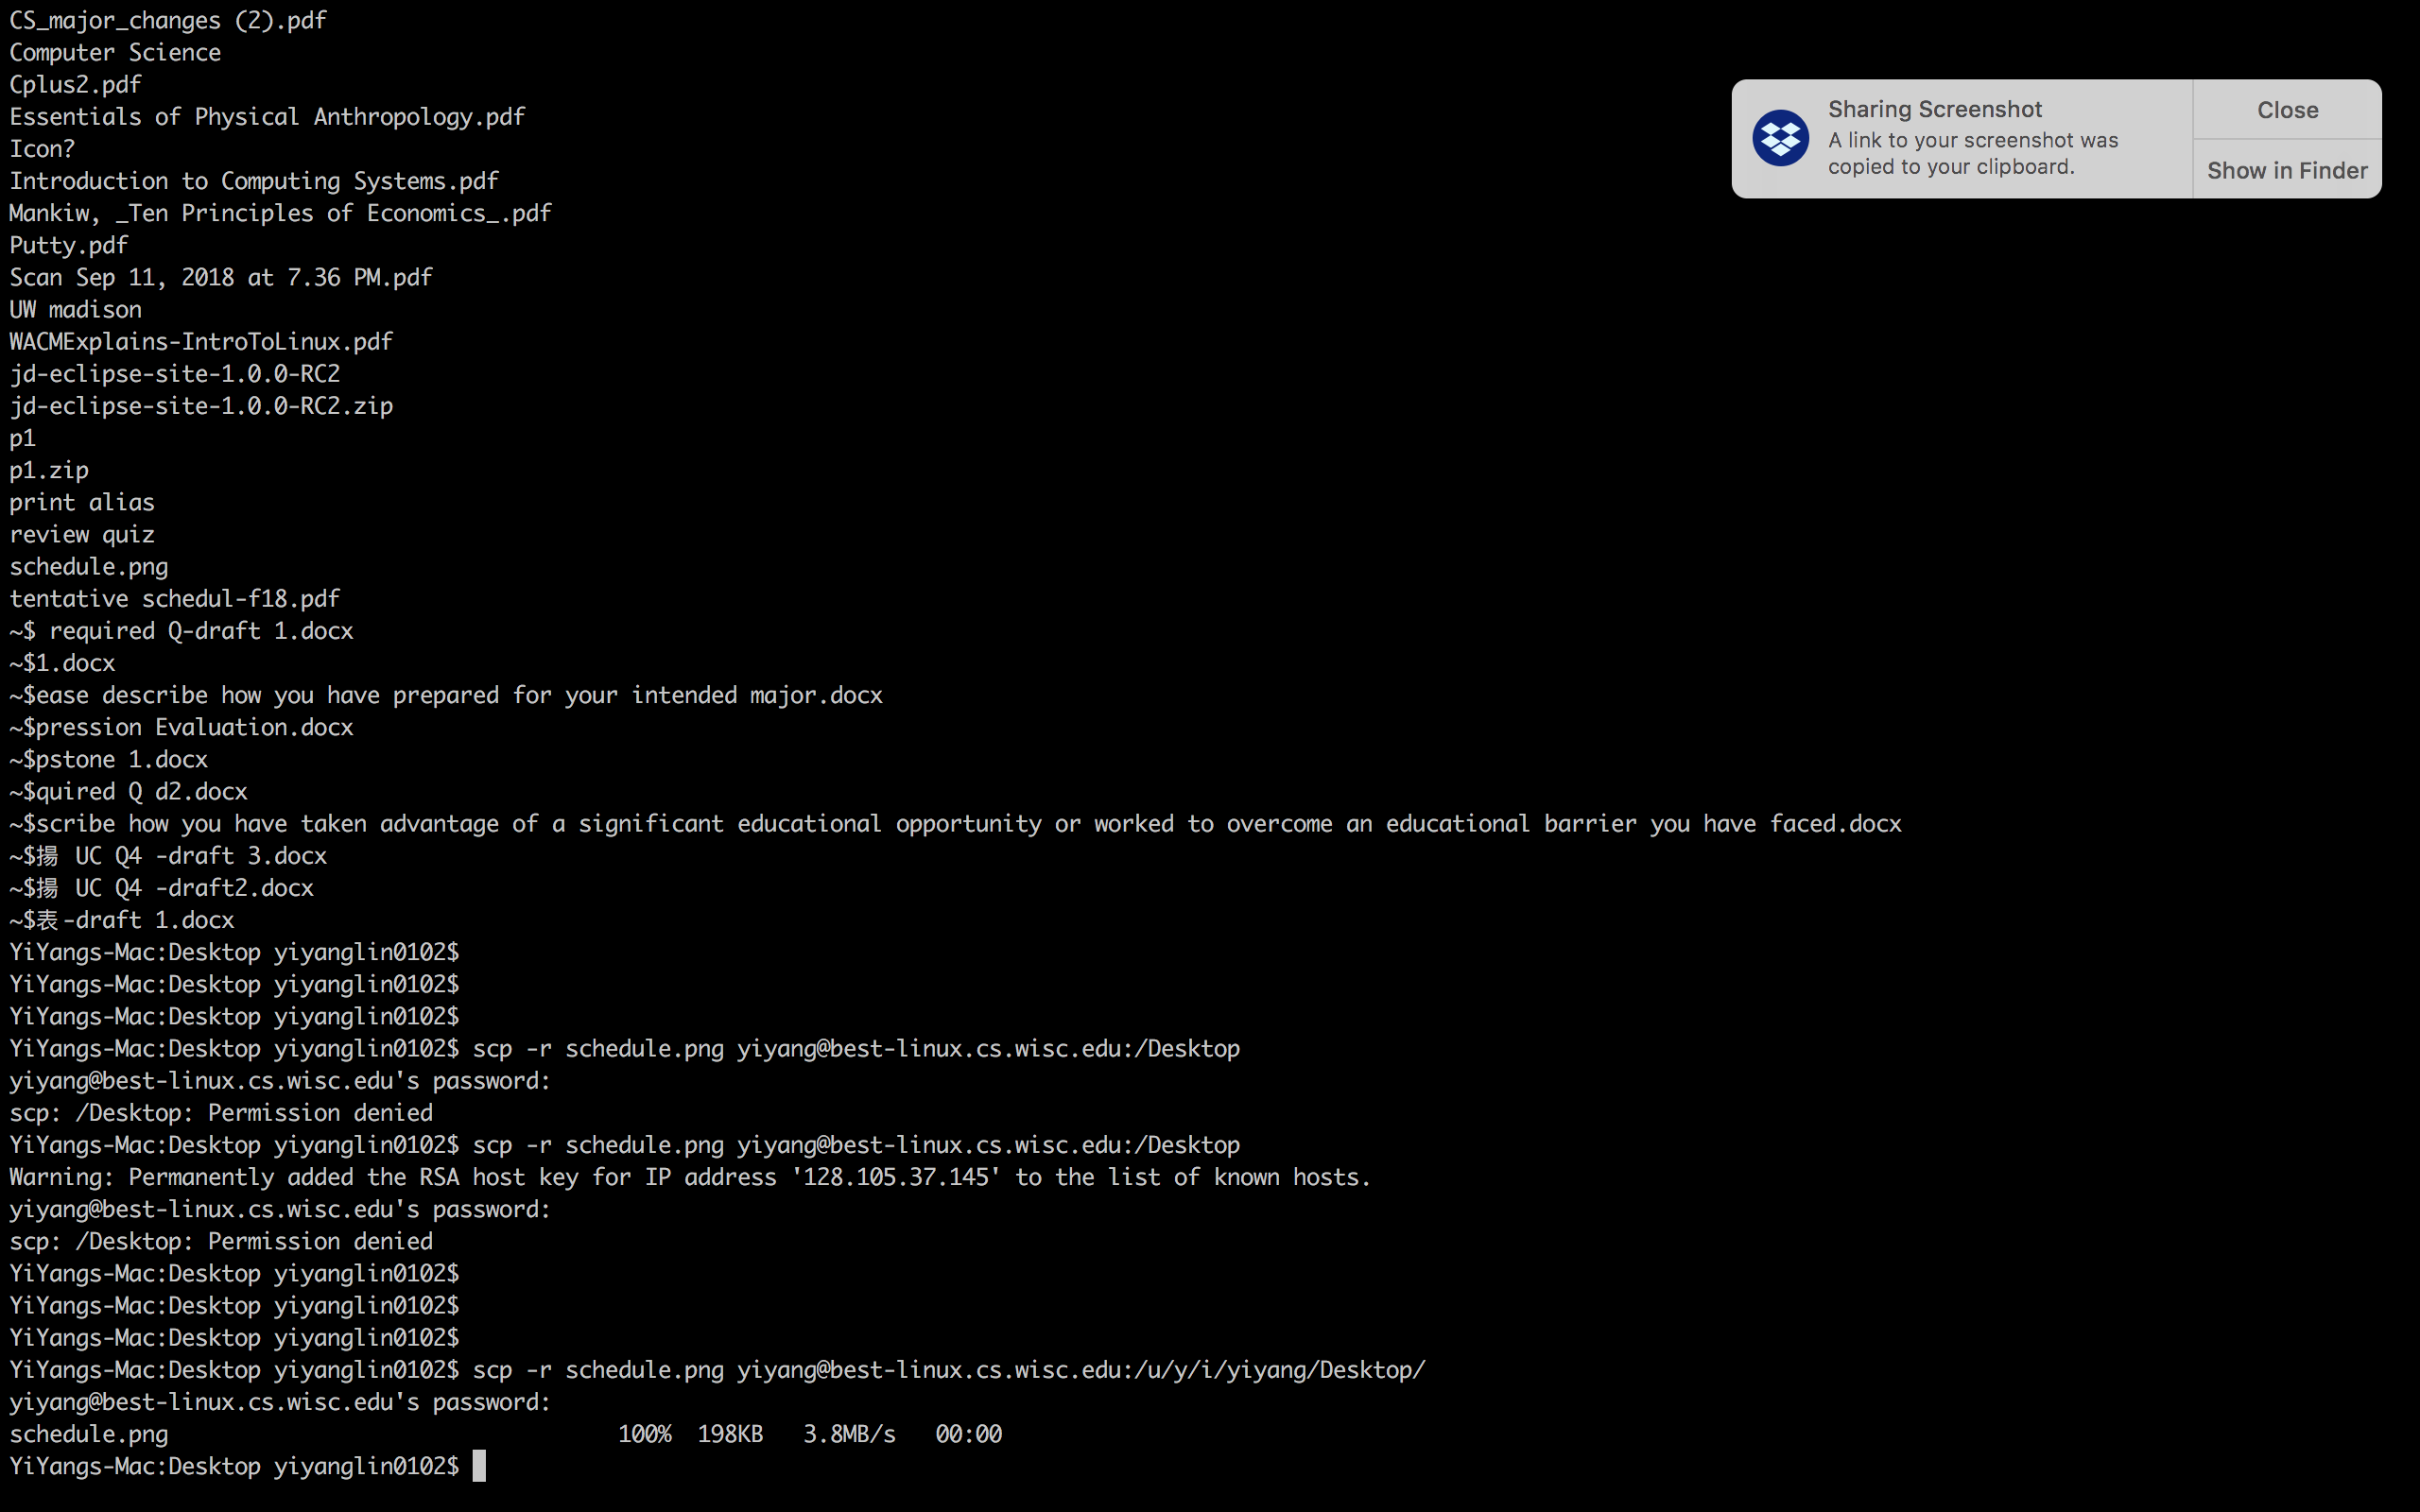 CS_major_changes (2).pdf
Computer Science
Cplus2.pdf
Essentials of Physical Anthropology.pdf
Icon?
Introduction to Computing Systems.pdf
Mankiw, _Ten Principles of Economics_.pdf
Putty.pdf
Scan Sep 11, 2018 at 7.36 PM.pdf
UW madison
WACMExplains-IntroToLinux.pdf
jd-eclipse-site-1.0.0-RC2
jd-eclipse-site-1.0.0-RC2.zip
p1
p1.zip
print alias
review quiz
schedule.png
tentative schedul-f18.pdf
~$ required Q-draft 1.docx
~$1.docx
~$ease describe how you have prepared for your intended major.docx
~$pression Evaluation.docx
~$pstone 1.docx
~$quired Q d2.docx
~$scribe how you have taken advantage of a significant educational opportunity or worked to overcome an educational barrier you have faced.docx
~$揚 UC Q4 -draft 3.docx
~$揚 UC Q4 -draft2.docx
~$表-draft 1.docx
YiYangs-Mac:Desktop yiyanglin0102$
YiYangs-Mac:Desktop yiyanglin0102$
YiYangs-Mac:Desktop yiyanglin0102$
YiYangs-Mac:Desktop yiyanglin0102$ scp -r schedule.png yiyang@best-linux.cs.wisc.edu:/Desktop
yiyang@best-linux.cs.wisc.edu's password:
scp: /Desktop: Permission denied
YiYangs-Mac:Desktop yiyanglin0102$ scp -r schedule.png yiyang@best-linux.cs.wisc.edu:/Desktop
Warning: Permanently added the RSA host key for IP address '128.105.37.145' to the list of known hosts.
yiyang@best-linux.cs.wisc.edu's password:
scp: /Desktop: Permission denied
YiYangs-Mac:Desktop yiyanglin0102$
YiYangs-Mac:Desktop yiyanglin0102$
YiYangs-Mac:Desktop yiyanglin0102$
YiYangs-Mac:Desktop yiyanglin0102$ scp -r schedule.png yiyang@best-linux.cs.wisc.edu:/u/y/i/yiyang/Desktop/
yiyang@best-linux.cs.wisc.edu's password:
schedule.png 100% 198KB 3.8MB/s 00:00
YiYangs-Mac:Desktop yiyanglin0102$
Sharing Screenshot
A link to your screenshot was
copied to your clipboard.
Close
Show in Finder